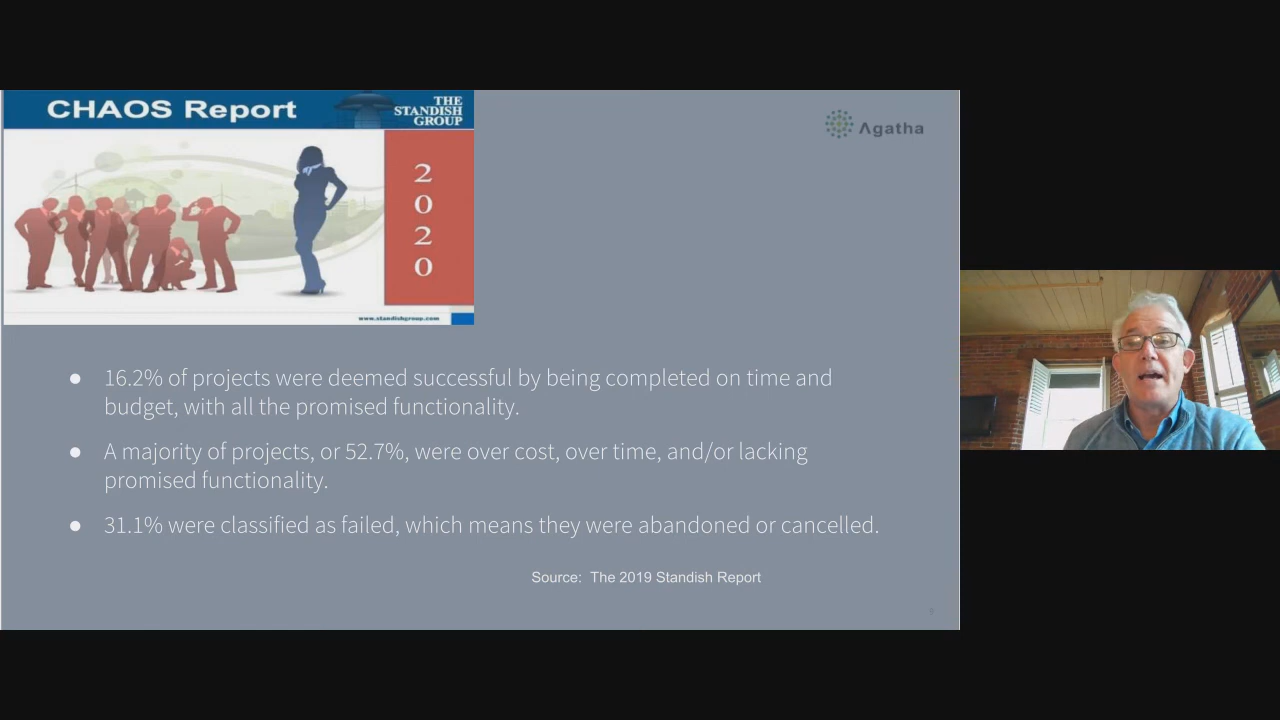 CHAOS Report
THE
STANDISH
GROUP
2
0
2
0
www.standishgroup.com
Agatha
● 16.2% of projects were deemed successful by being completed on time and
budget, with all the promised functionality.
● A majority of projects, or 52.7%, were over cost, over time, and/or lacking
promised functionality.
● 31.1% were classified as failed, which means they were abandoned or cancelled.
Source: The 2019 Standish Report